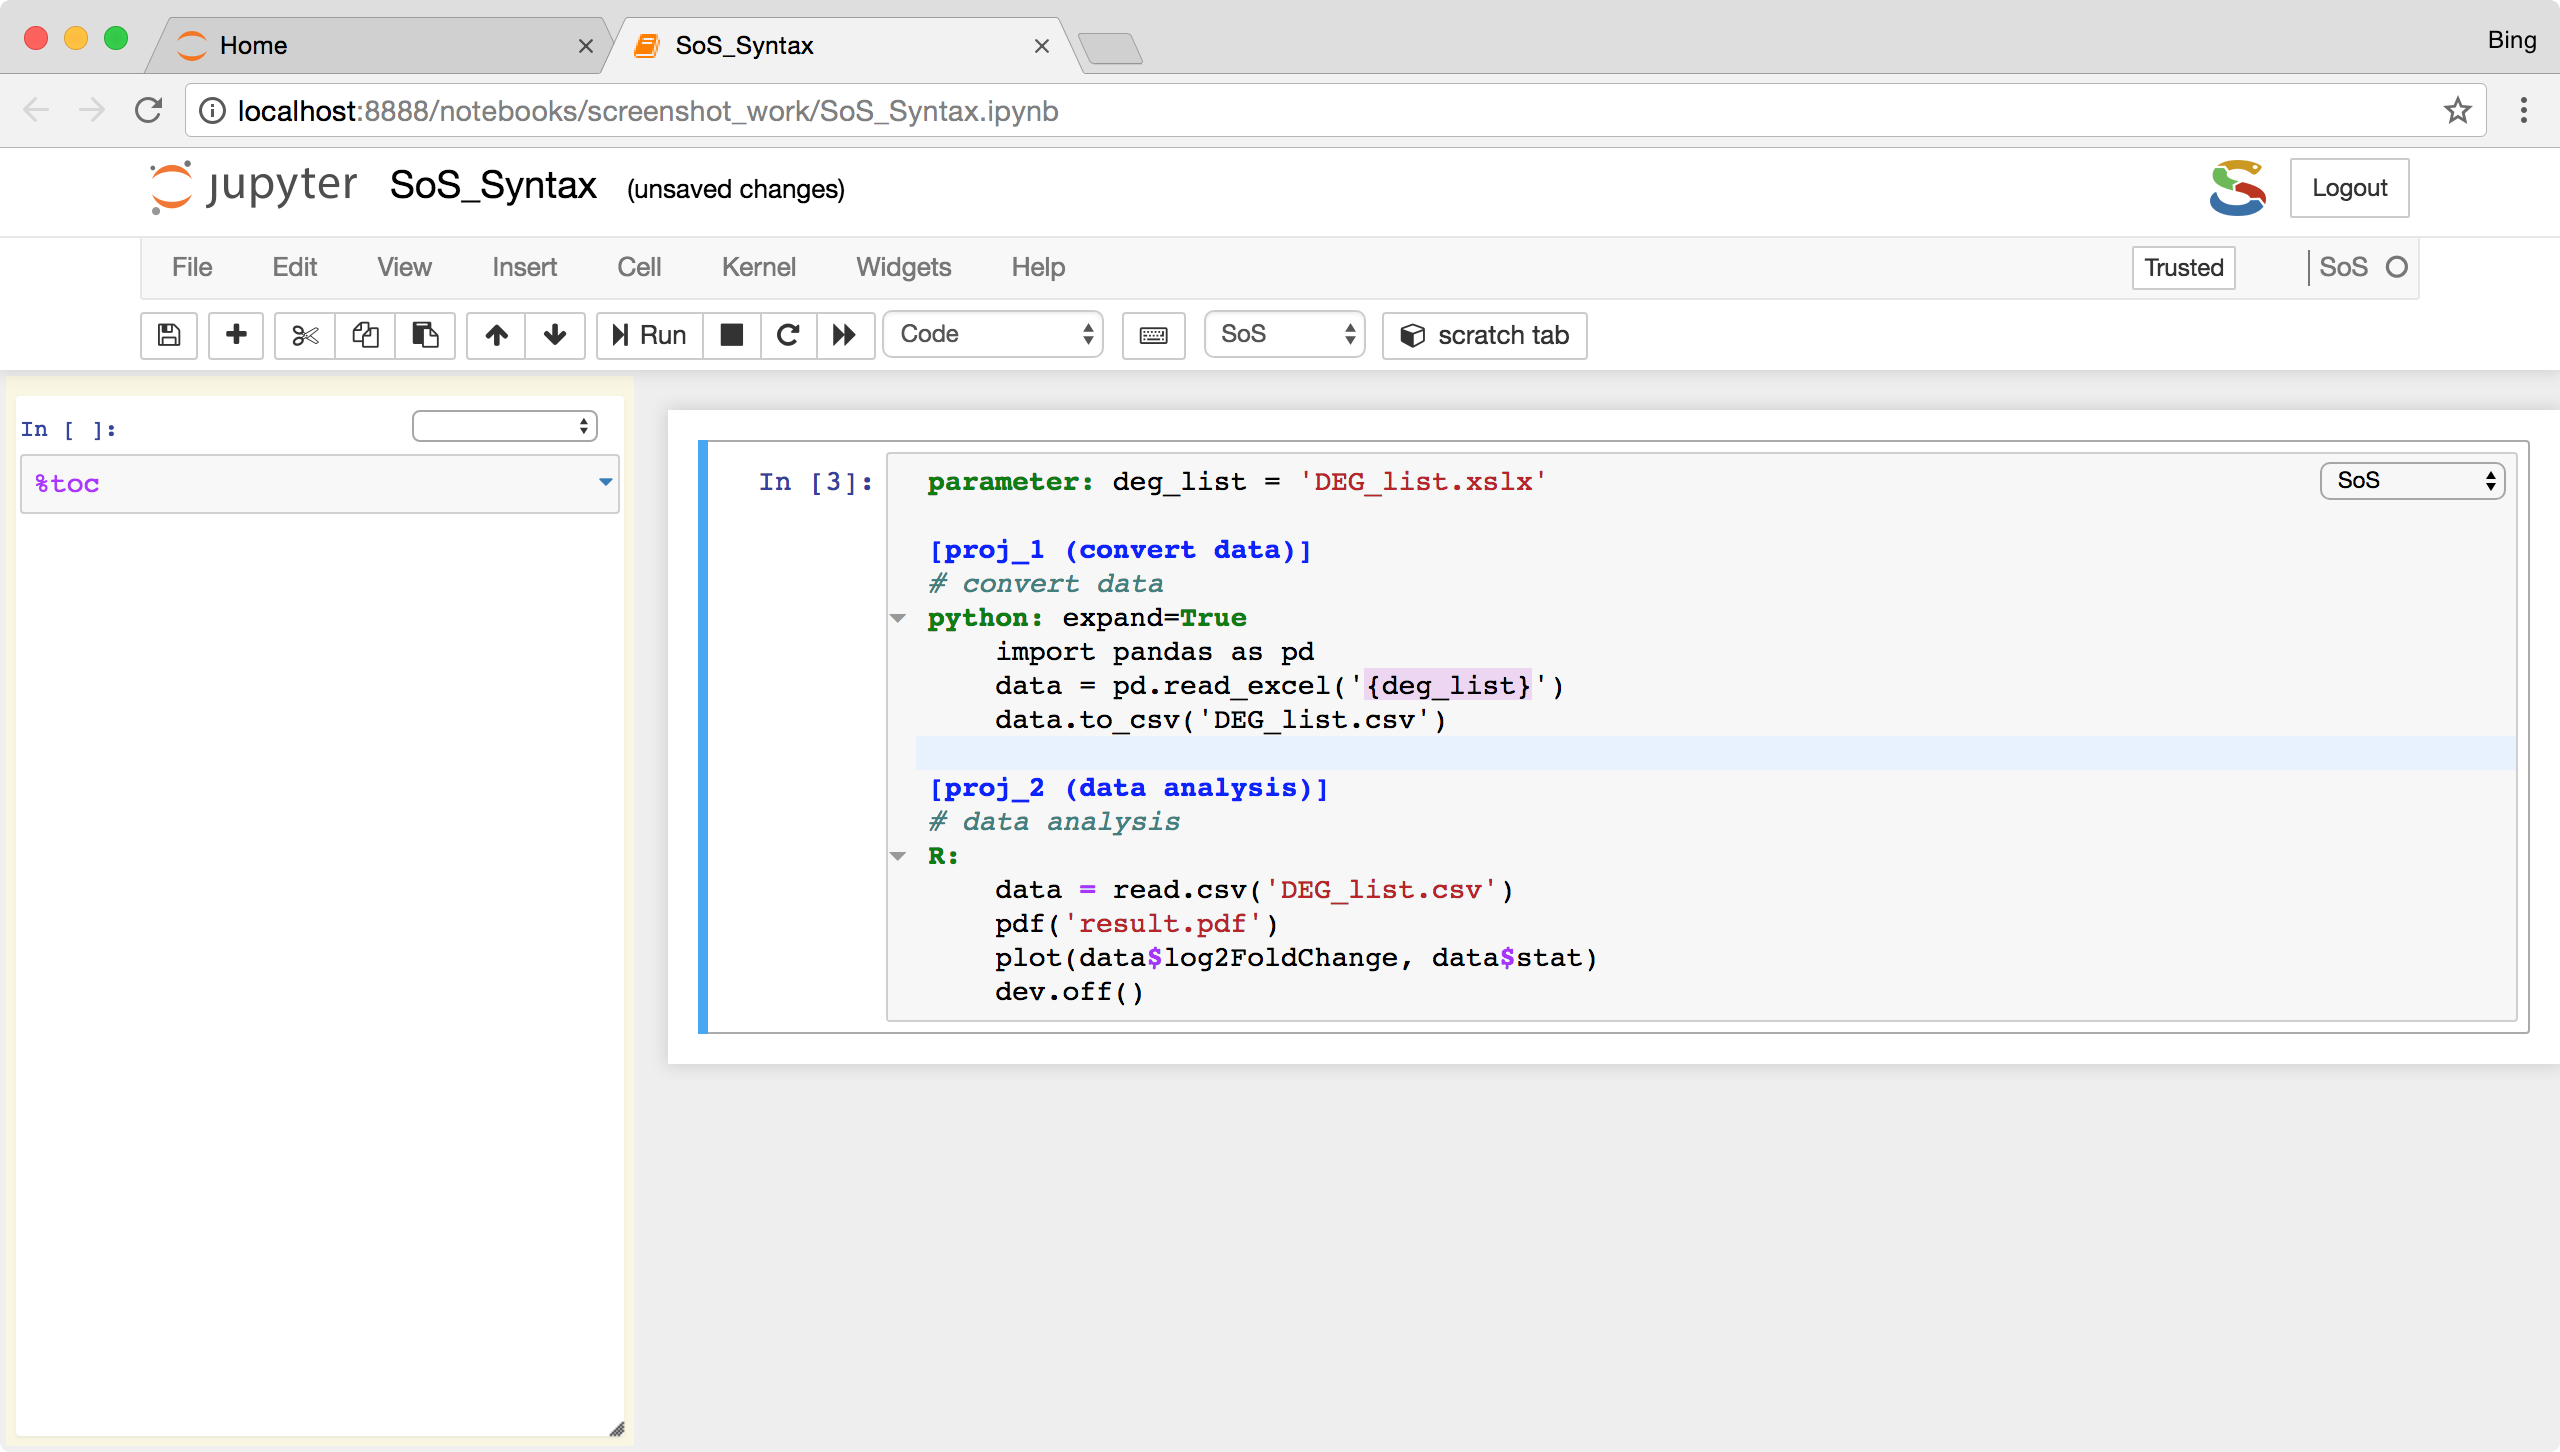 Home
SoS_Syntax
Bing
localhost:8888/notebooks/screenshot_work/SoS_Syntax.ipynb
jupyter SoS_Syntax (unsaved changes)
Logout
File Edit View Insert Cell Kernel Widgets Help
Trusted
SoS
Run
Code
SoS
scratch tab
In [ ]:
%toc
In [3]:
SoS
parameter: deg_list = 'DEG_list.xslx'
[proj_1 (convert data)]
# convert data
python: expand=True
import pandas as pd
data = pd.read_excel('{deg_list}')
data.to_csv('DEG_list.csv')
[proj_2 (data analysis)]
# data analysis
R:
data = read.csv('DEG_list.csv')
pdf('result.pdf')
plot(data$log2FoldChange, data$stat)
dev.off()